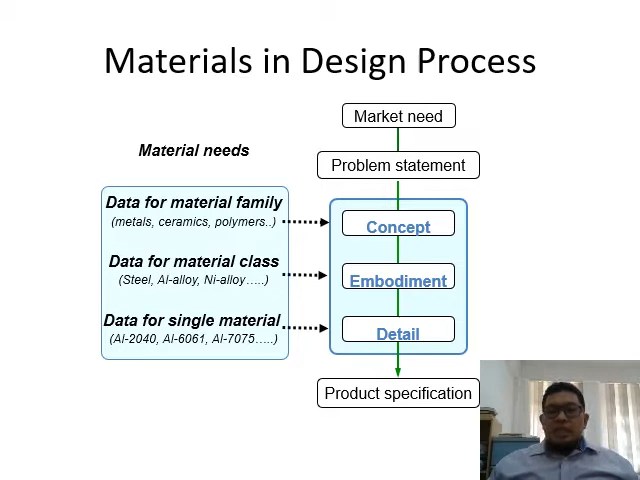 Materials in Design Process
Market need
Material needs
Problem statement
Data for material family
(metals, ceramics, polymers..)
Concept
Data for material class
(Steel, Al-alloy, Ni-alloy…..)
Embodiment
Data for single material
(Al-2040, Al-6061, Al-7075…..)
Detail
Product specification